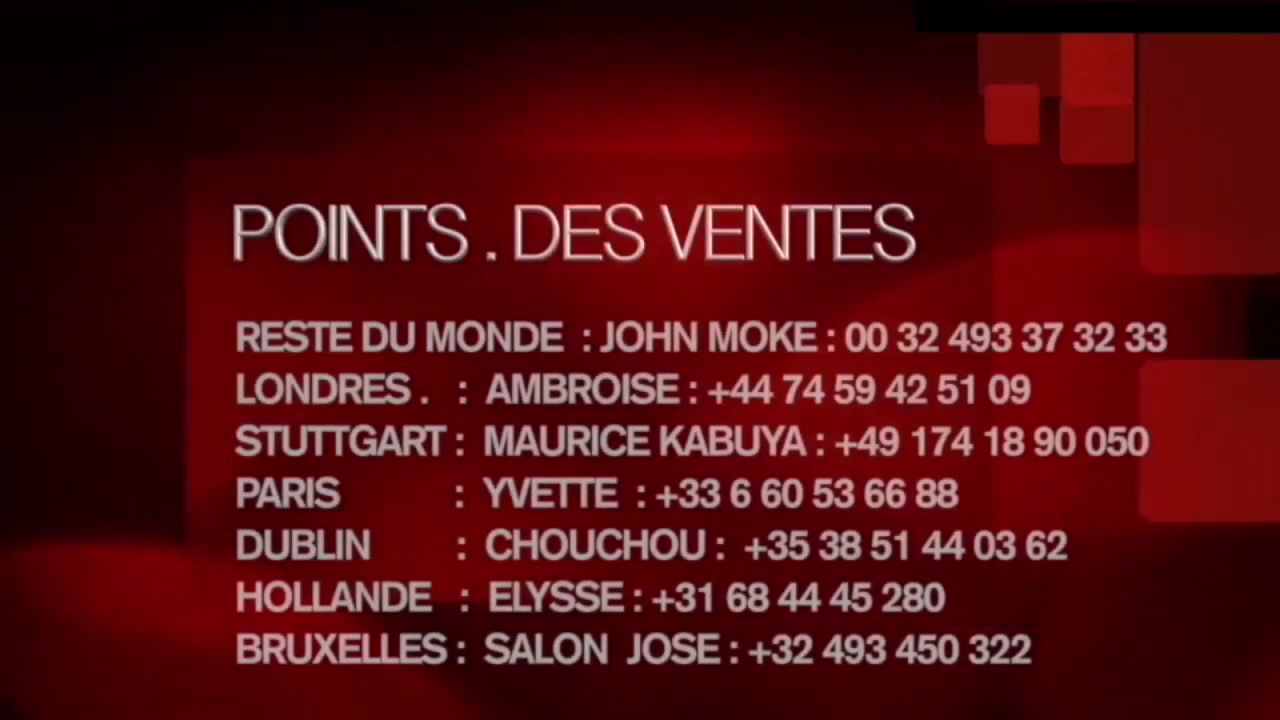 POINTS . DES VENTES
RESTE DU MONDE : JOHN MOKE : 00 32 493 37 32 33
LONDRES . : AMBROISE : +44 74 59 42 51 09
STUTTGART : MAURICE KABUYA : +49 174 18 90 050
PARIS : YVETTE : +33 6 60 53 66 88
DUBLIN : CHOUCHOU : +35 38 51 44 03 62
HOLLANDE : ELYSSE : +31 68 44 45 280
BRUXELLES : SALON JOSE : +32 493 450 322